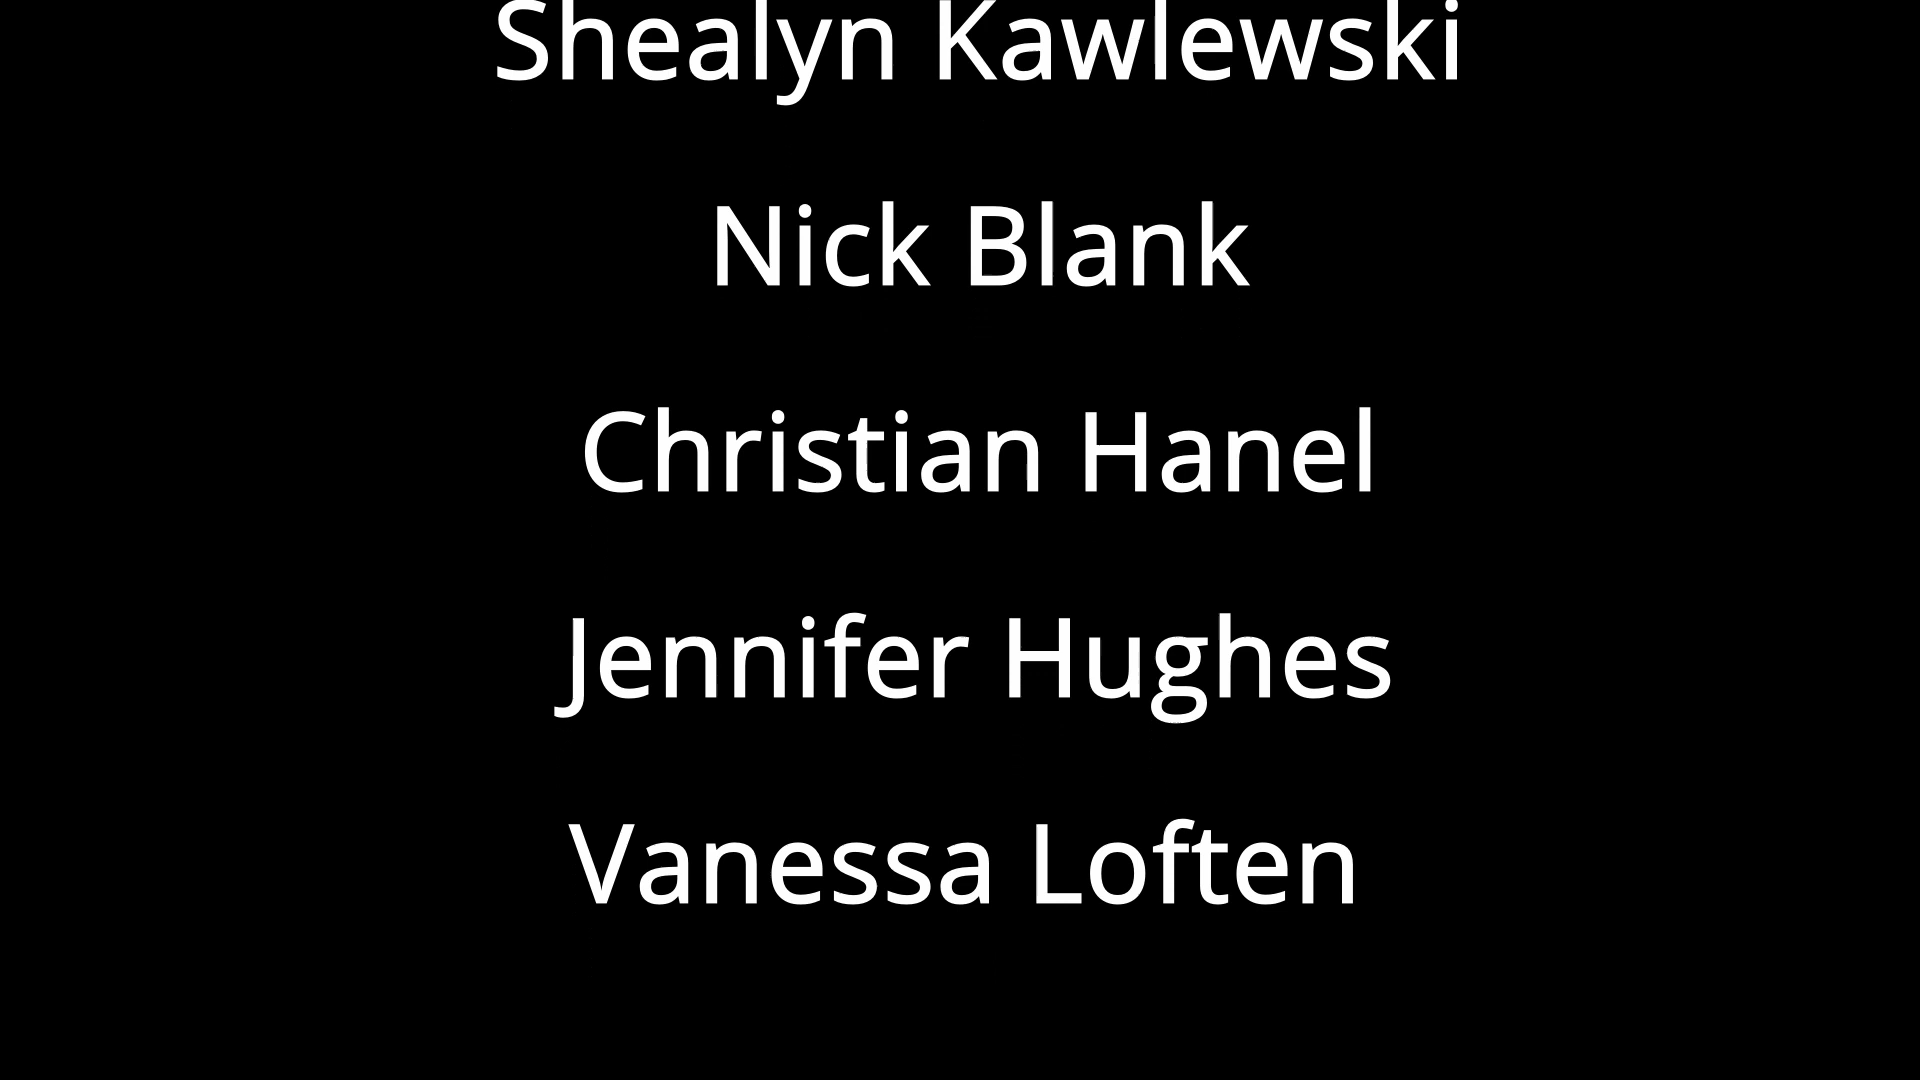 Shealyn Kawlewski
Nick Blank
Christian Hanel
Jennifer Hughes
Vanessa Loften